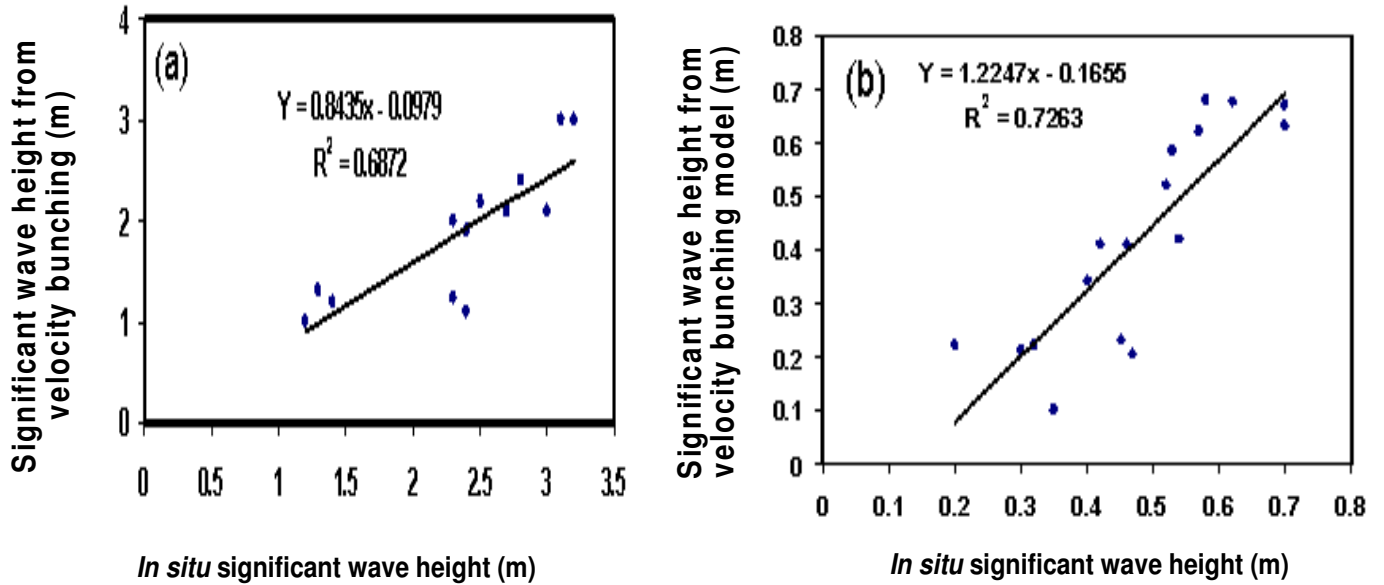 Significant wave height from
velocity bunching (m)
4
3
2
1
0
(a)
Y = 0.8435x - 0.0979
R² = 0.6872
0 0.5 1 1.5 2 2.5 3 3.5
In situ significant wave height (m)
Significant wave height from
velocity bunching model (m)
0.8
0.7
0.6
0.5
0.4
0.3
0.2
0.1
0
(b)
Y = 1.2247x - 0.1655
R² = 0.7263
0 0.1 0.2 0.3 0.4 0.5 0.6 0.7 0.8
In situ significant wave height (m)